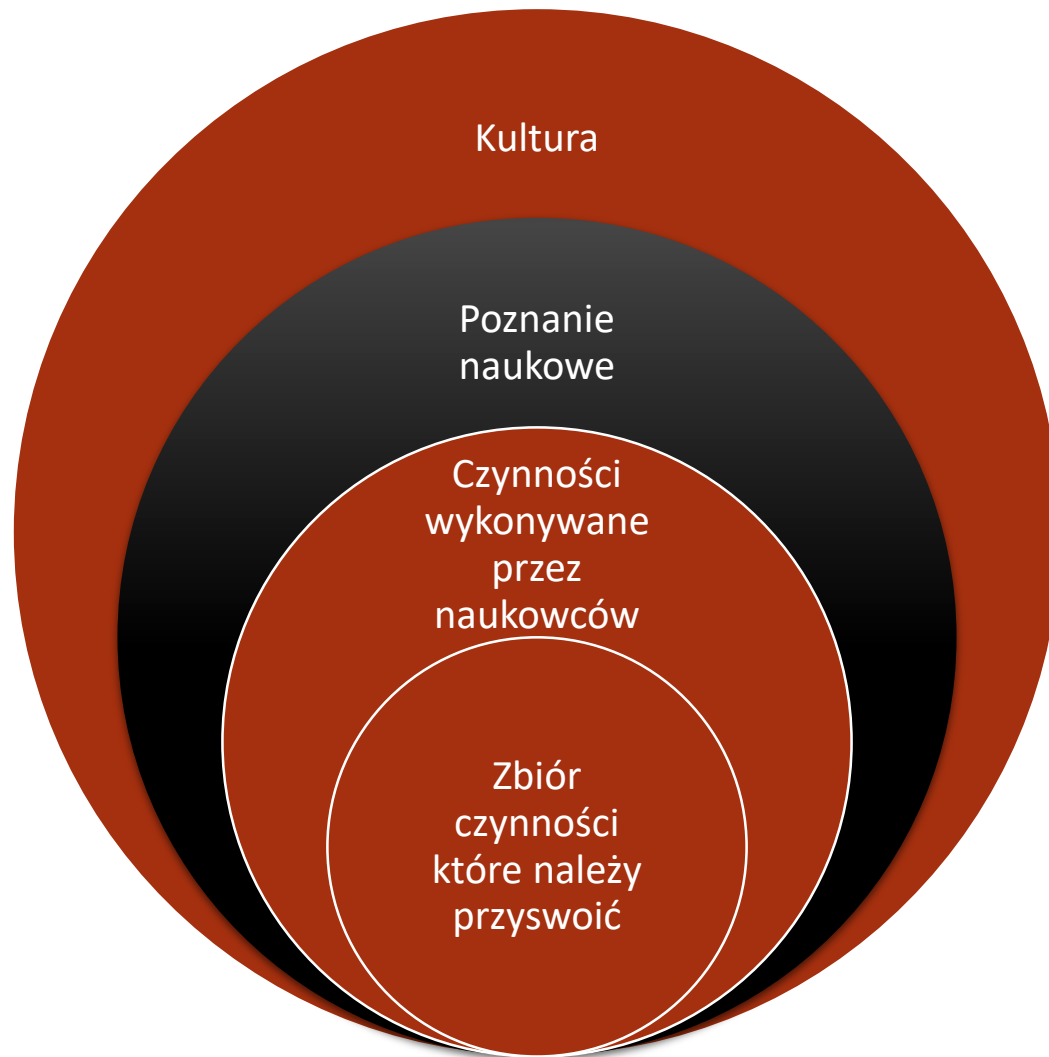 Kultura
Poznanie
naukowe
Czynności
wykonywane
przez
naukowców
Zbiór
czynności
które należy
przyswoić